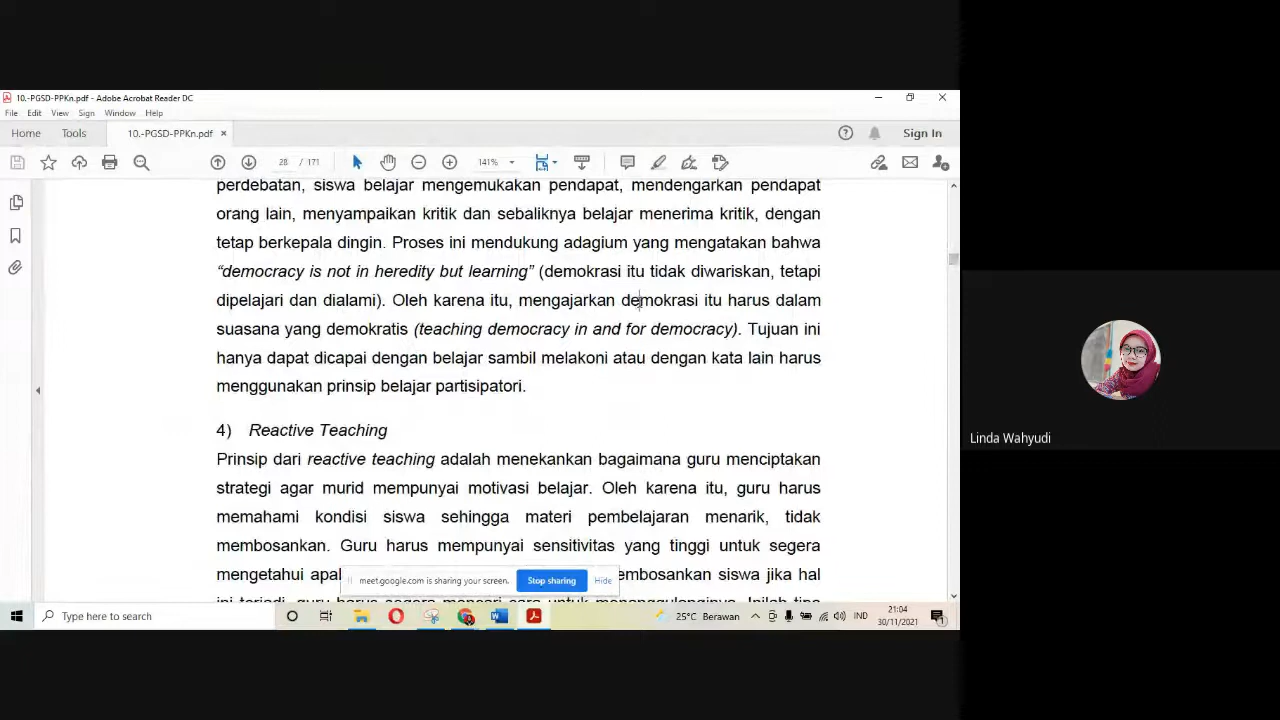 10.-PGSD-PPKn.pdf - Adobe Acrobat Reader DC
File Edit View Sign Window Help
Home Tools 10.-PGSD-PPKn.pdf × Sign In
28 / 171 141%
perdebatan, siswa belajar mengemukakan pendapat, mendengarkan pendapat
orang lain, menyampaikan kritik dan sebaliknya belajar menerima kritik, dengan
tetap berkepala dingin. Proses ini mendukung adagium yang mengatakan bahwa
“democracy is not in heredity but learning” (demokrasi itu tidak diwariskan, tetapi
dipelajari dan dialami). Oleh karena itu, mengajarkan demokrasi itu harus dalam
suasana yang demokratis (teaching democracy in and for democracy). Tujuan ini
hanya dapat dicapai dengan belajar sambil melakoni atau dengan kata lain harus
menggunakan prinsip belajar partisipatori.
4) Reactive Teaching
Prinsip dari reactive teaching adalah menekankan bagaimana guru menciptakan
strategi agar murid mempunyai motivasi belajar. Oleh karena itu, guru harus
memahami kondisi siswa sehingga materi pembelajaran menarik, tidak
membosankan. Guru harus mempunyai sensitivitas yang tinggi untuk segera
mengetahui siswa jika hal
meet.google.com is sharing your screen. Stop sharing Hide
Linda Wahyudi
Type here to search
25°C Berawan IND 21:04
30/11/2021